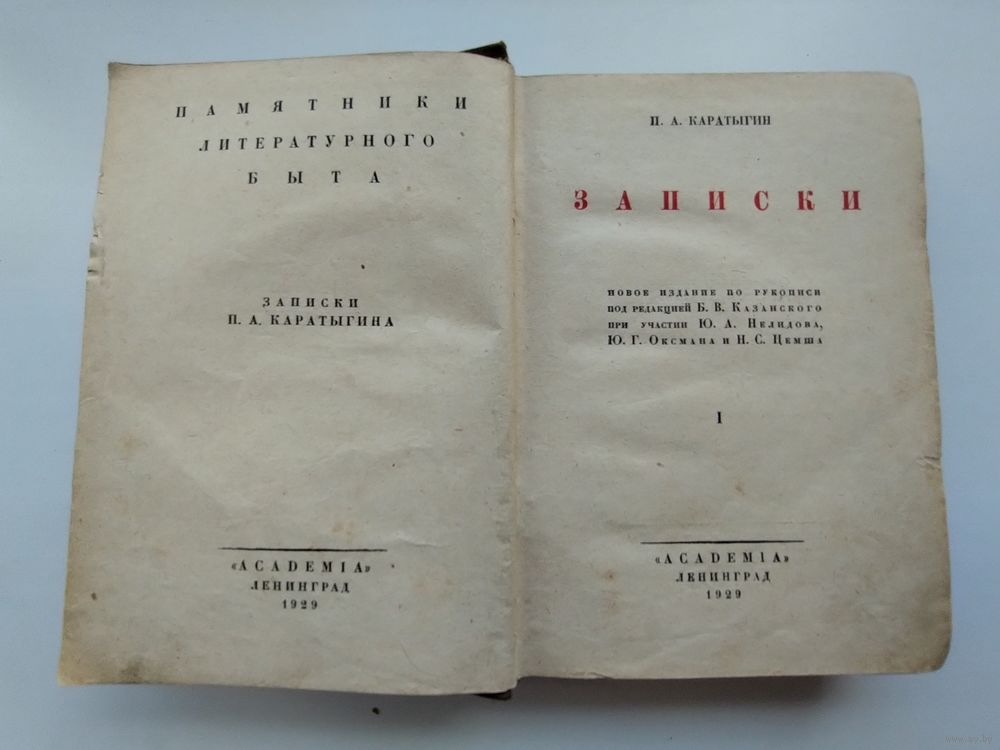 ПАМЯТНИКИ
ЛИТЕРАТУРНОГО
БЫТА
ЗАПИСКИ
П. А. КАРАТЫГИНА
«ACADEMIA»
ЛЕНИНГРАД
1929
П. А. КАРАТЫГИН
ЗАПИСКИ
НОВОЕ ИЗДАНИЕ ПО РУКОПИСИ
ПОД РЕДАКЦИЕЙ Б. В. КАЗАНСКОГО
ПРИ УЧАСТИИ Ю. А. НЕЛИДОВА,
Ю. Г. ОКСМАНА И Н. С. ЦЕМША
I
«ACADEMIA»
ЛЕНИНГРАД
1929